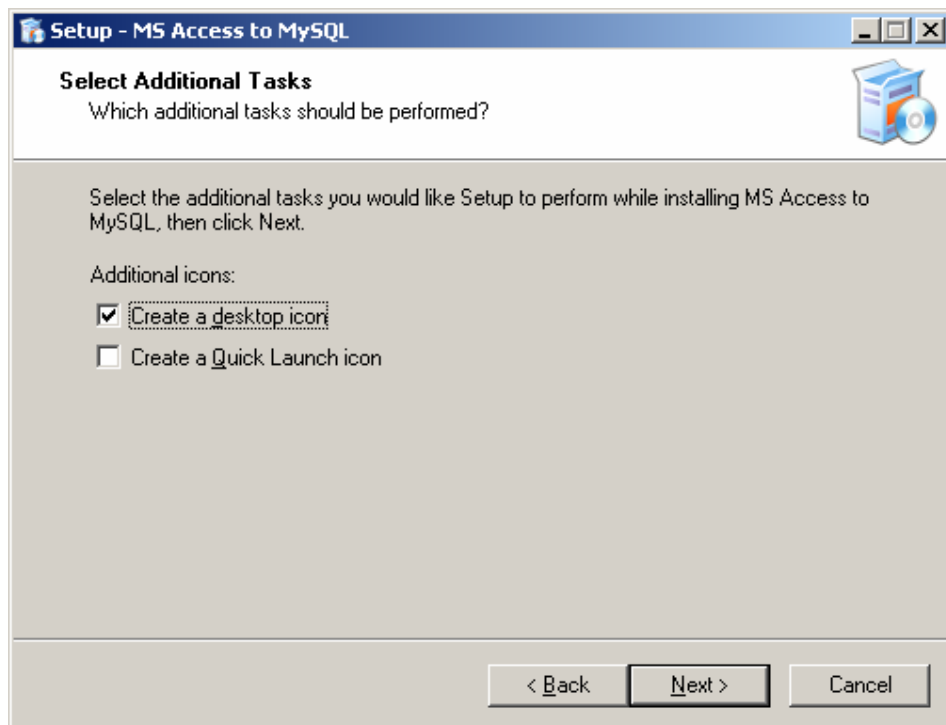 Setup - MS Access to MySQL
Select Additional Tasks
Which additional tasks should be performed?
Select the additional tasks you would like Setup to perform while installing MS Access to
MySQL, then click Next.
Additional icons:
Create a desktop icon
Create a Quick Launch icon
< Back
Next >
Cancel